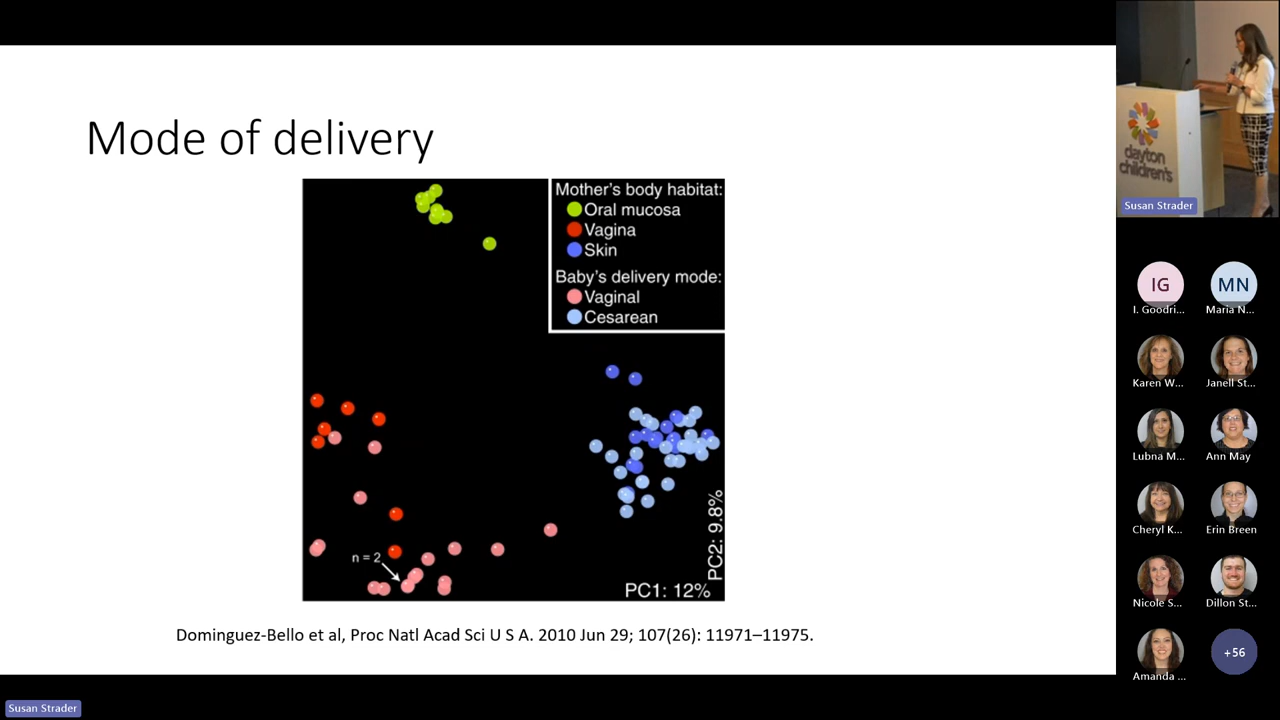 Mode of delivery
Mother's body habitat:
Oral mucosa
Vagina
Skin
Baby's delivery mode:
Vaginal
Cesarean
n = 2
PC1: 12%
PC2: 9.8%
Dominguez-Bello et al, Proc Natl Acad Sci U S A. 2010 Jun 29; 107(26): 11971–11975.
dayton
children's
Susan Strader
IG
MN
I. Goodri...
Maria N...
Karen W...
Janell St...
Lubna M...
Ann May
Cheryl K...
Erin Breen
Nicole S...
Dillon St...
Amanda ...
+56
Susan Strader